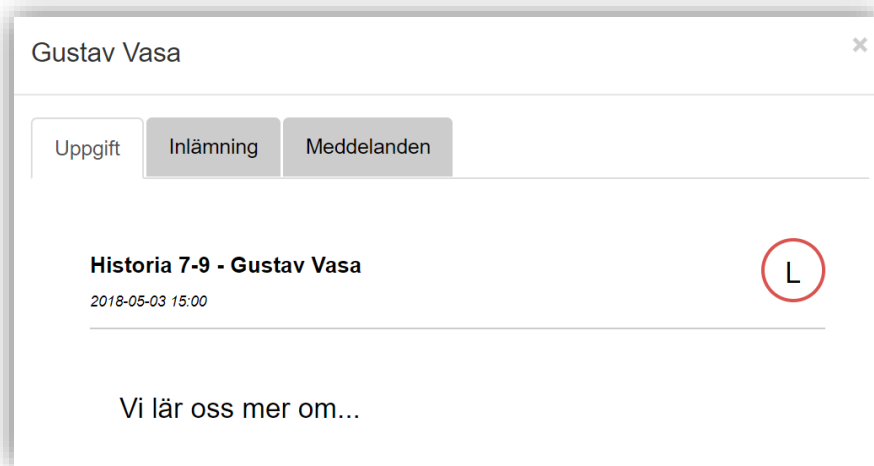 Gustav Vasa ×
Uppgift Inlämning Meddelanden
Historia 7-9 - Gustav Vasa
L
2018-05-03 15:00
Vi lär oss mer om...